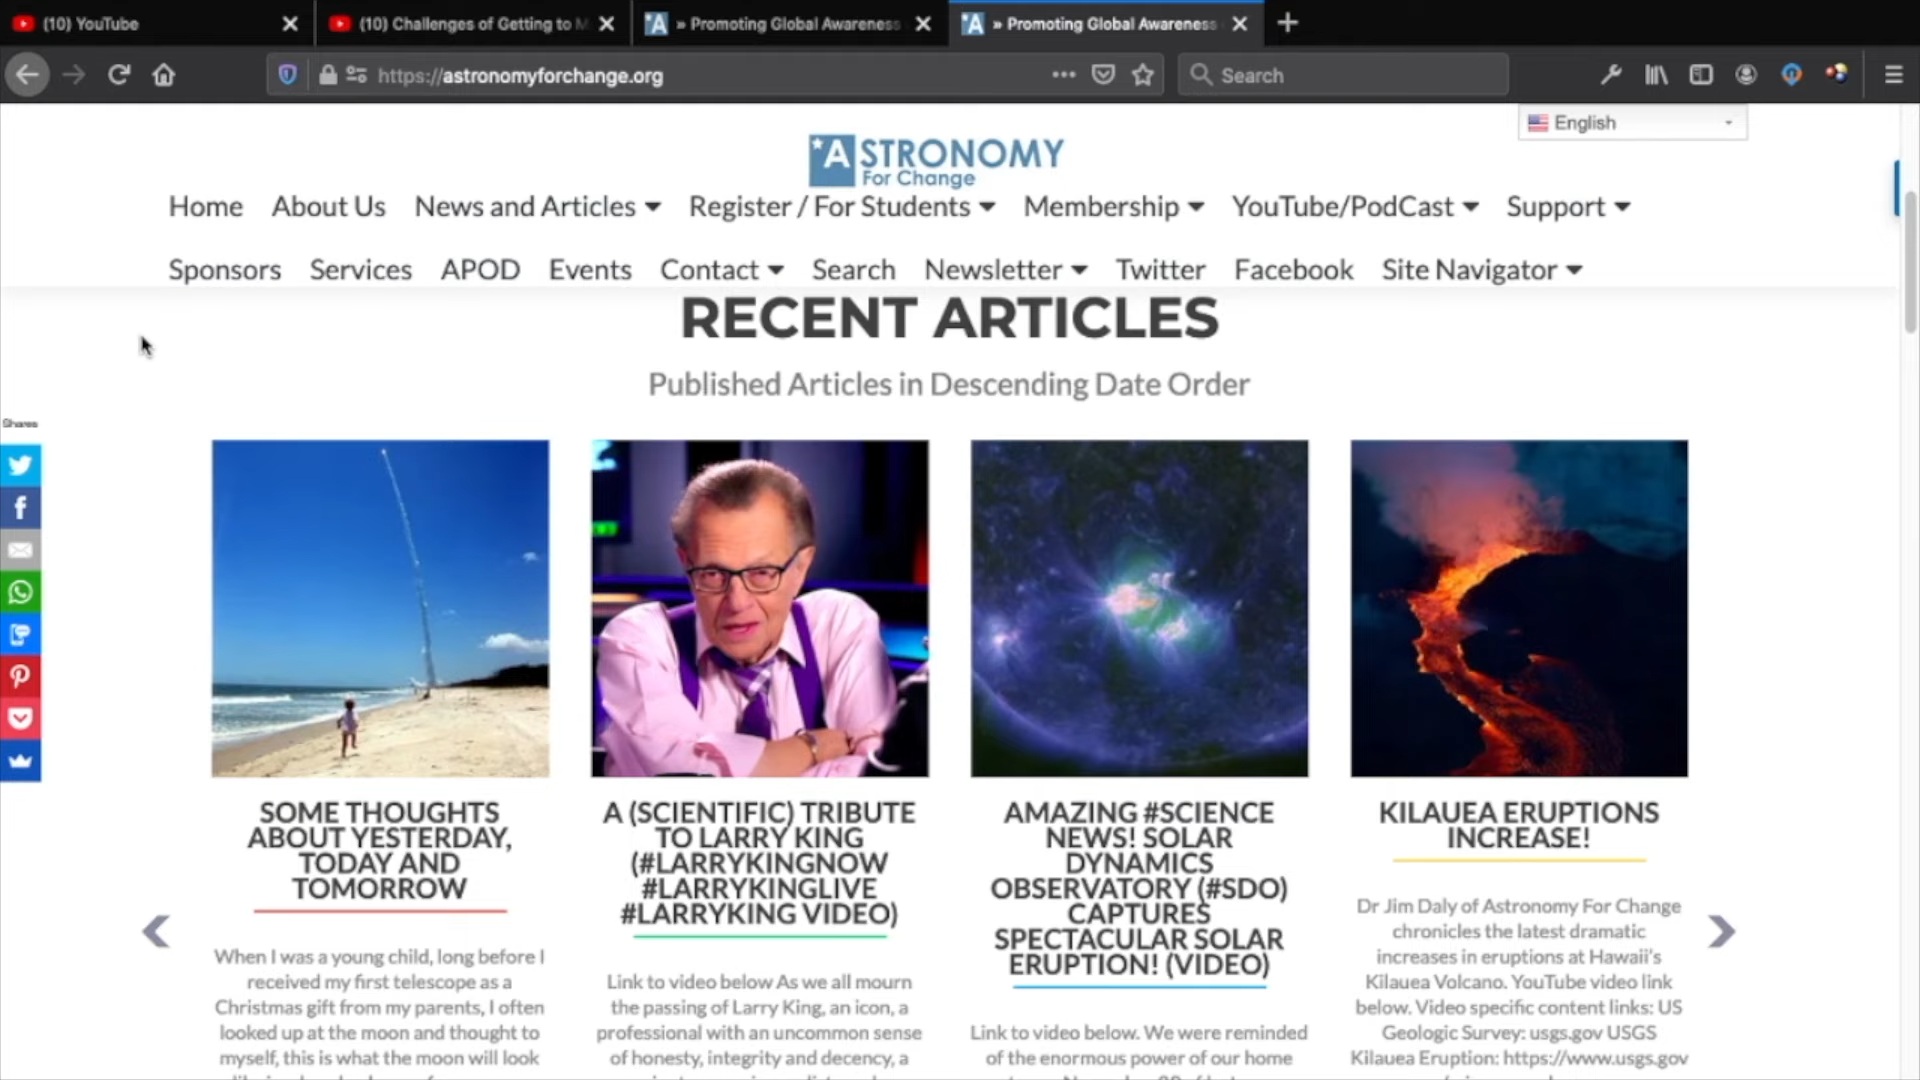 (10) YouTube
(10) Challenges of Getting to M
» Promoting Global Awareness
» Promoting Global Awareness
https://astronomyforchange.org
Search
English
ASTRONOMY
For Change
Home About Us News and Articles Register / For Students Membership YouTube/PodCast Support
Sponsors Services APOD Events Contact Search Newsletter Twitter Facebook Site Navigator
RECENT ARTICLES
Published Articles in Descending Date Order
Shares
SOME THOUGHTS
ABOUT YESTERDAY,
TODAY AND
TOMORROW
When I was a young child, long before I
received my first telescope as a
Christmas gift from my parents, I often
looked up at the moon and thought to
myself, this is what the moon will look
A (SCIENTIFIC) TRIBUTE
TO LARRY KING
(#LARRYKINGNOW
#LARRYKINGLIVE
#LARRYKING VIDEO)
Link to video below As we all mourn
the passing of Larry King, an icon, a
professional with an uncommon sense
of honesty, integrity and decency, a
AMAZING #SCIENCE
NEWS! SOLAR
DYNAMICS
OBSERVATORY (#SDO)
CAPTURES
SPECTACULAR SOLAR
ERUPTION! (VIDEO)
Link to video below. We were reminded
of the enormous power of our home
KILAUEA ERUPTIONS
INCREASE!
Dr Jim Daly of Astronomy For Change
chronicles the latest dramatic
increases in eruptions at Hawaii's
Kilauea Volcano. YouTube video link
below. Video specific content links: US
Geologic Survey: usgs.gov USGS
Kilauea Eruption: https://www.usgs.gov